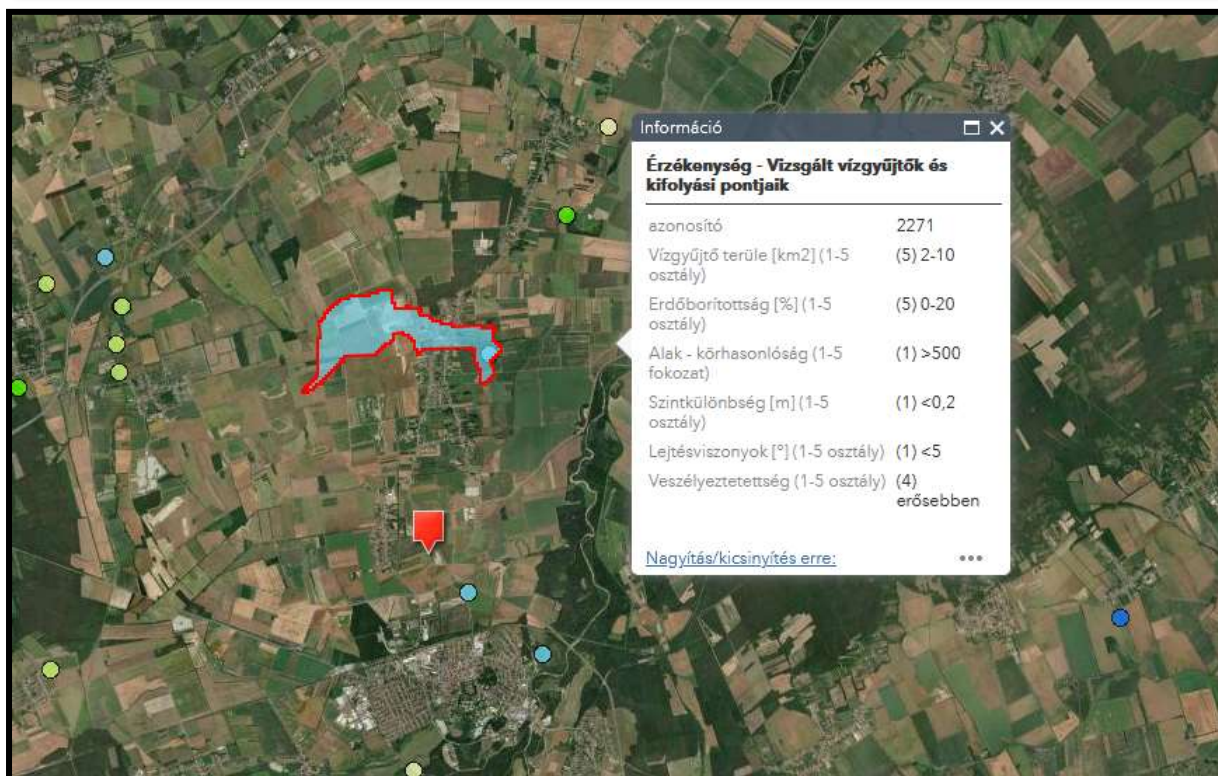 Információ
Érzékenység - Vizsgált vízgyűjtők és
kifolyási pontjaik
azonosító 2271
Vízgyűjtő terüle [km2] (1-5 (5) 2-10
osztály)
Erdőborítottság [%] (1-5 (5) 0-20
osztály)
Alak - körhasonlóság (1-5 (1) >500
fokozat)
Szintkülönbség [m] (1-5 (1) <0,2
osztály)
Lejtésviszonyok [°] (1-5 osztály) (1) <5
Veszélyeztetettség (1-5 osztály) (4)
erősebben
Nagyítás/kicsinyítés erre: